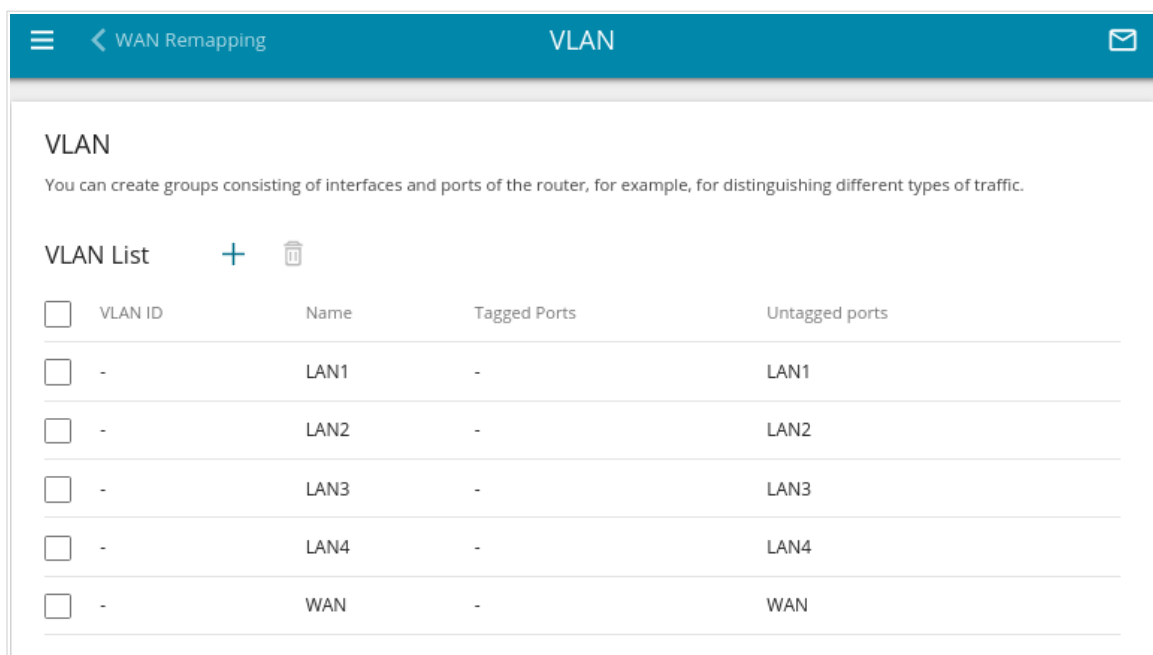 WAN Remapping VLAN
VLAN
You can create groups consisting of interfaces and ports of the router, for example, for distinguishing different types of traffic.
VLAN List
VLAN ID Name Tagged Ports Untagged ports
- LAN1 - LAN1
- LAN2 - LAN2
- LAN3 - LAN3
- LAN4 - LAN4
- WAN - WAN